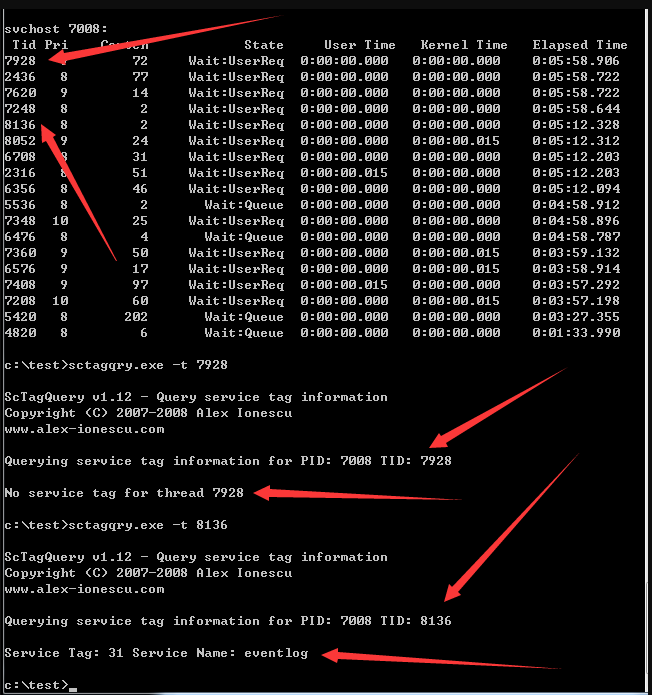 svchost 7008:
Tid Pri State User Time Kernel Time Elapsed Time
7928 72 Wait:UserReq 0:00:00.000 0:00:00.000 0:05:58.906
2436 8 77 Wait:UserReq 0:00:00.000 0:00:00.000 0:05:58.722
7620 9 14 Wait:UserReq 0:00:00.000 0:00:00.000 0:05:58.722
7248 8 2 Wait:UserReq 0:00:00.000 0:00:00.000 0:05:58.644
8136 8 2 Wait:UserReq 0:00:00.000 0:00:00.000 0:05:12.328
8052 9 24 Wait:UserReq 0:00:00.000 0:00:00.015 0:05:12.312
6708 8 31 Wait:UserReq 0:00:00.000 0:00:00.000 0:05:12.203
2316 8 51 Wait:UserReq 0:00:00.015 0:00:00.000 0:05:12.203
6356 8 46 Wait:UserReq 0:00:00.000 0:00:00.000 0:05:12.094
5536 8 2 Wait:Queue 0:00:00.000 0:00:00.000 0:04:58.912
7348 10 25 Wait:UserReq 0:00:00.000 0:00:00.000 0:04:58.896
6476 8 4 Wait:Queue 0:00:00.000 0:00:00.000 0:04:58.787
7360 9 50 Wait:UserReq 0:00:00.000 0:00:00.015 0:03:59.132
6576 9 17 Wait:UserReq 0:00:00.000 0:00:00.015 0:03:58.914
7408 9 97 Wait:UserReq 0:00:00.015 0:00:00.000 0:03:57.292
7208 10 60 Wait:UserReq 0:00:00.000 0:00:00.015 0:03:57.198
5420 8 202 Wait:Queue 0:00:00.000 0:00:00.000 0:03:27.355
4820 8 6 Wait:Queue 0:00:00.000 0:00:00.000 0:01:33.990
c:\test>sctagqry.exe -t 7928
ScTagQuery v1.12 - Query service tag information
Copyright (C) 2007-2008 Alex Ionescu
www.alex-ionescu.com
Querying service tag information for PID: 7008 TID: 7928
No service tag for thread 7928
c:\test>sctagqry.exe -t 8136
ScTagQuery v1.12 - Query service tag information
Copyright (C) 2007-2008 Alex Ionescu
www.alex-ionescu.com
Querying service tag information for PID: 7008 TID: 8136
Service Tag: 31 Service Name: eventlog
c:\test>_